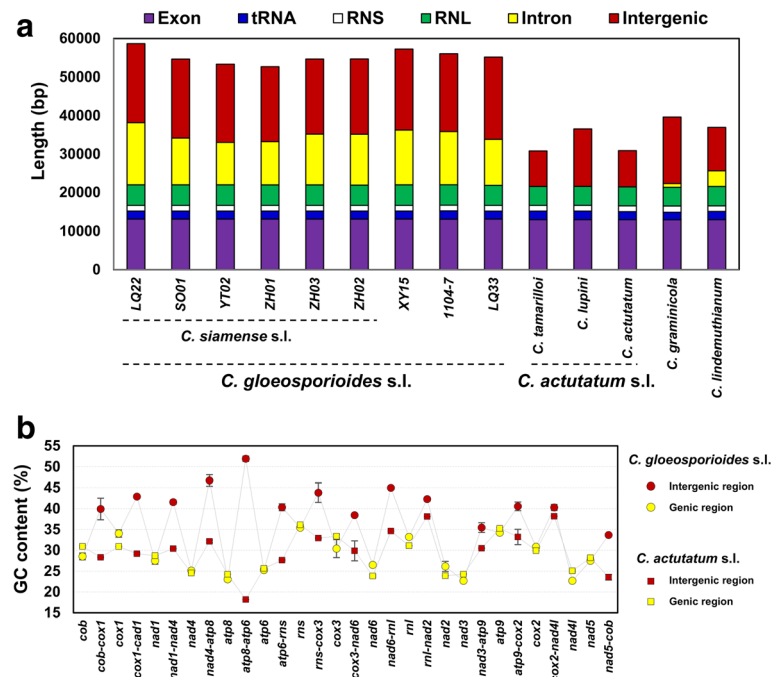 a
Exon tRNA RNS RNL Intron Intergenic
Length (bp)
60000
50000
40000
30000
20000
10000
0
LQ22
SO01
YT02
ZH01
ZH03
ZH02
XY15
1104-7
LQ33
C. tamarilloi
C. lupini
C. actutatum
C. graminicola
C. lindemuthianum
C. siamense s.l.
C. gloeosporioides s.l.
C. actutatum s.l.
b
GC content (%)
55
50
45
40
35
30
25
20
15
cob
cob-cox1
cox1
cox1-cad1
nad1
nad1-nad4
nad4
nad4-atp8
atp8
atp8-atp6
atp6
atp6-rns
rns
rns-cox3
cox3
cox3-nad6
nad6
nad6-rnl
rnl
rnl-nad2
nad2
nad3
nad3-atp9
atp9
atp9-cox2
cox2
cox2-nad4l
nad4l
nad5
nad5-cob
C. gloeosporioides s.l.
Intergenic region
Genic region
C. actutatum s.l.
Intergenic region
Genic region